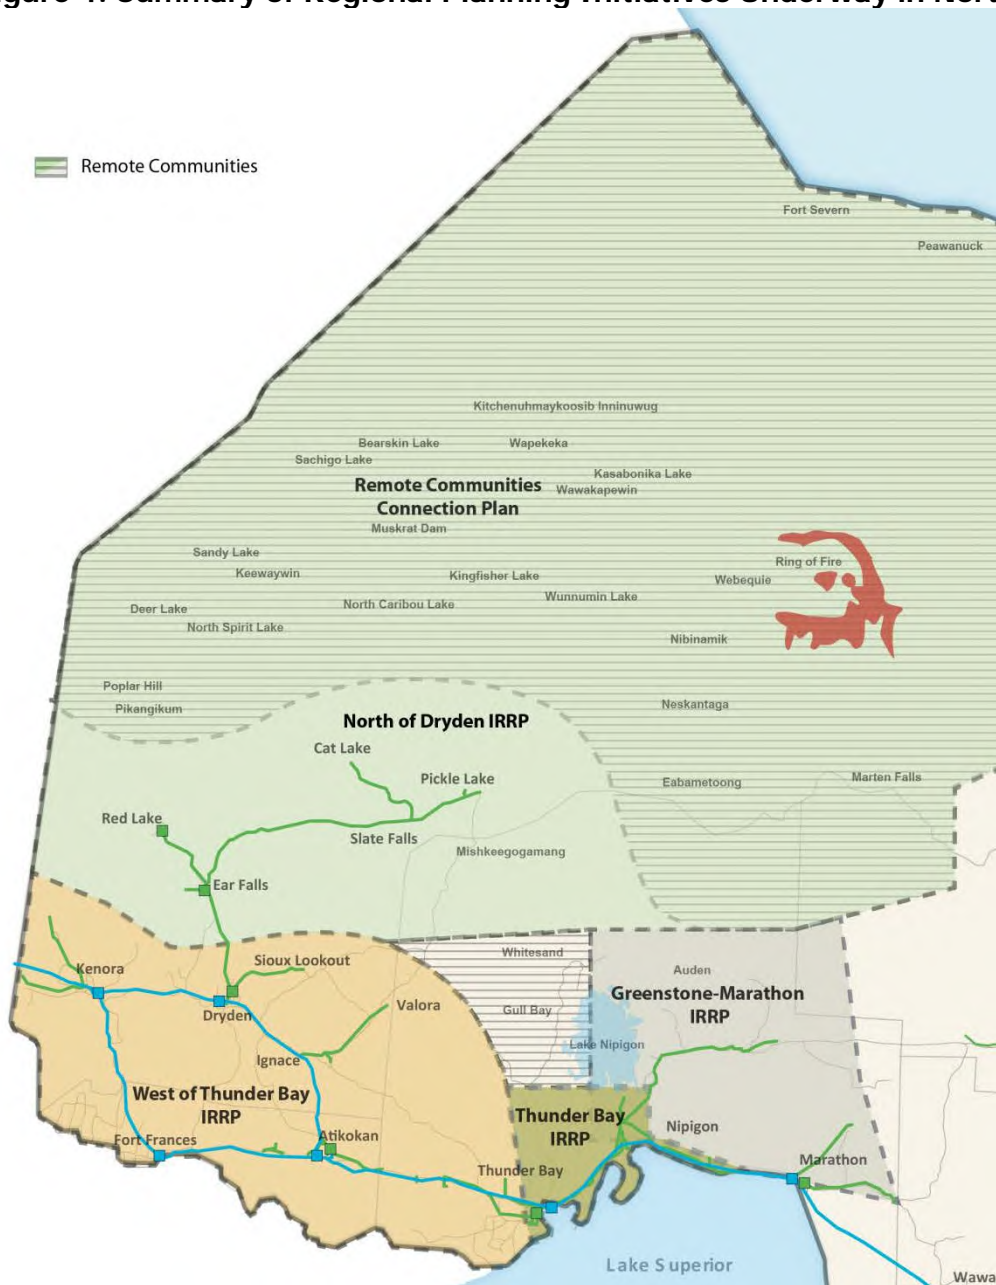 Summary of Regional Planning Initiatives Underway in
Remote Communities
Fort Severn
Peawanuck
Kitchenuhmaykoosib Inninuwug
Bearskin Lake
Wapekeka
Sachigo Lake
Kasabonika Lake
Remote Communities
Wawakapewin
Connection Plan
Muskrat Dam
Sandy Lake
Ring of Fire
Keewaywin
Kingfisher Lake
Webequie
Wunnumin Lake
Deer Lake
North Caribou Lake
North Spirit Lake
Nibinamik
Poplar Hill
Pikangikum
Neskantaga
North of Dryden IRRP
Cat Lake
Pickle Lake
Eabametoong
Marten Falls
Red Lake
Slate Falls
Mishkeegogamang
Ear Falls
Whitesand
Sioux Lookout
Kenora
Auden
Greenstone-Marathon
IRRP
Valora
Gull Bay
Dryden
Lake Nipigon
Ignace
West of Thunder Bay
IRRP
Thunder Bay
IRRP
Nipigon
Fort Frances
Atikokan
Marathon
Thunder Bay
Lake Superior
Wawa